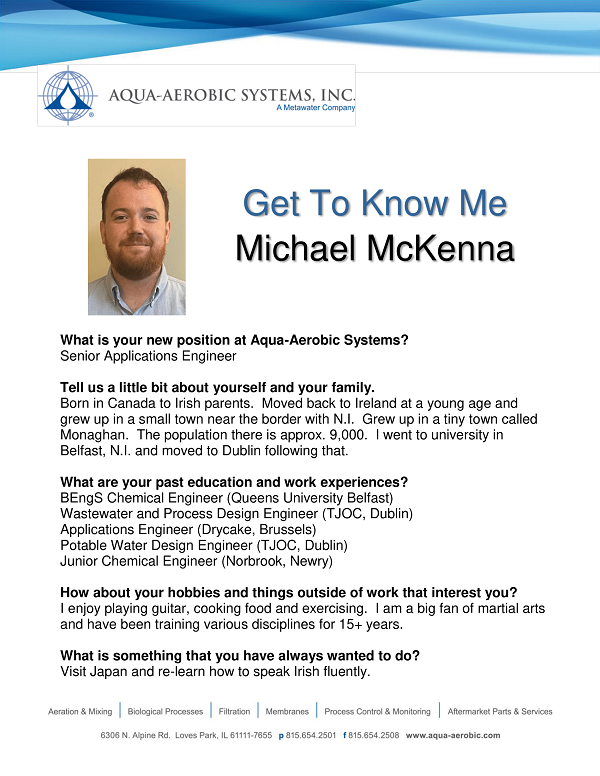 AQUA-AEROBIC SYSTEMS, INC.
A Metawater Company
®
Get To Know Me
Michael McKenna
What is your new position at Aqua-Aerobic Systems?
Senior Applications Engineer
Tell us a little bit about yourself and your family.
Born in Canada to Irish parents.  Moved back to Ireland at a young age and
grew up in a small town near the border with N.I.  Grew up in a tiny town called
Monaghan.  The population there is approx. 9,000.  I went to university in
Belfast, N.I. and moved to Dublin following that.
What are your past education and work experiences?
BEngS Chemical Engineer (Queens University Belfast)
Wastewater and Process Design Engineer (TJOC, Dublin)
Applications Engineer (Drycake, Brussels)
Potable Water Design Engineer (TJOC, Dublin)
Junior Chemical Engineer (Norbrook, Newry)
How about your hobbies and things outside of work that interest you?
I enjoy playing guitar, cooking food and exercising.  I am a big fan of martial arts
and have been training various disciplines for 15+ years.
What is something that you have always wanted to do?
Visit Japan and re-learn how to speak Irish fluently.
Aeration & Mixing | Biological Processes | Filtration | Membranes | Process Control & Monitoring | Aftermarket Parts & Services
6306 N. Alpine Rd.  Loves Park, IL 61111-7655  p 815.654.2501  f 815.654.2508  www.aqua-aerobic.com